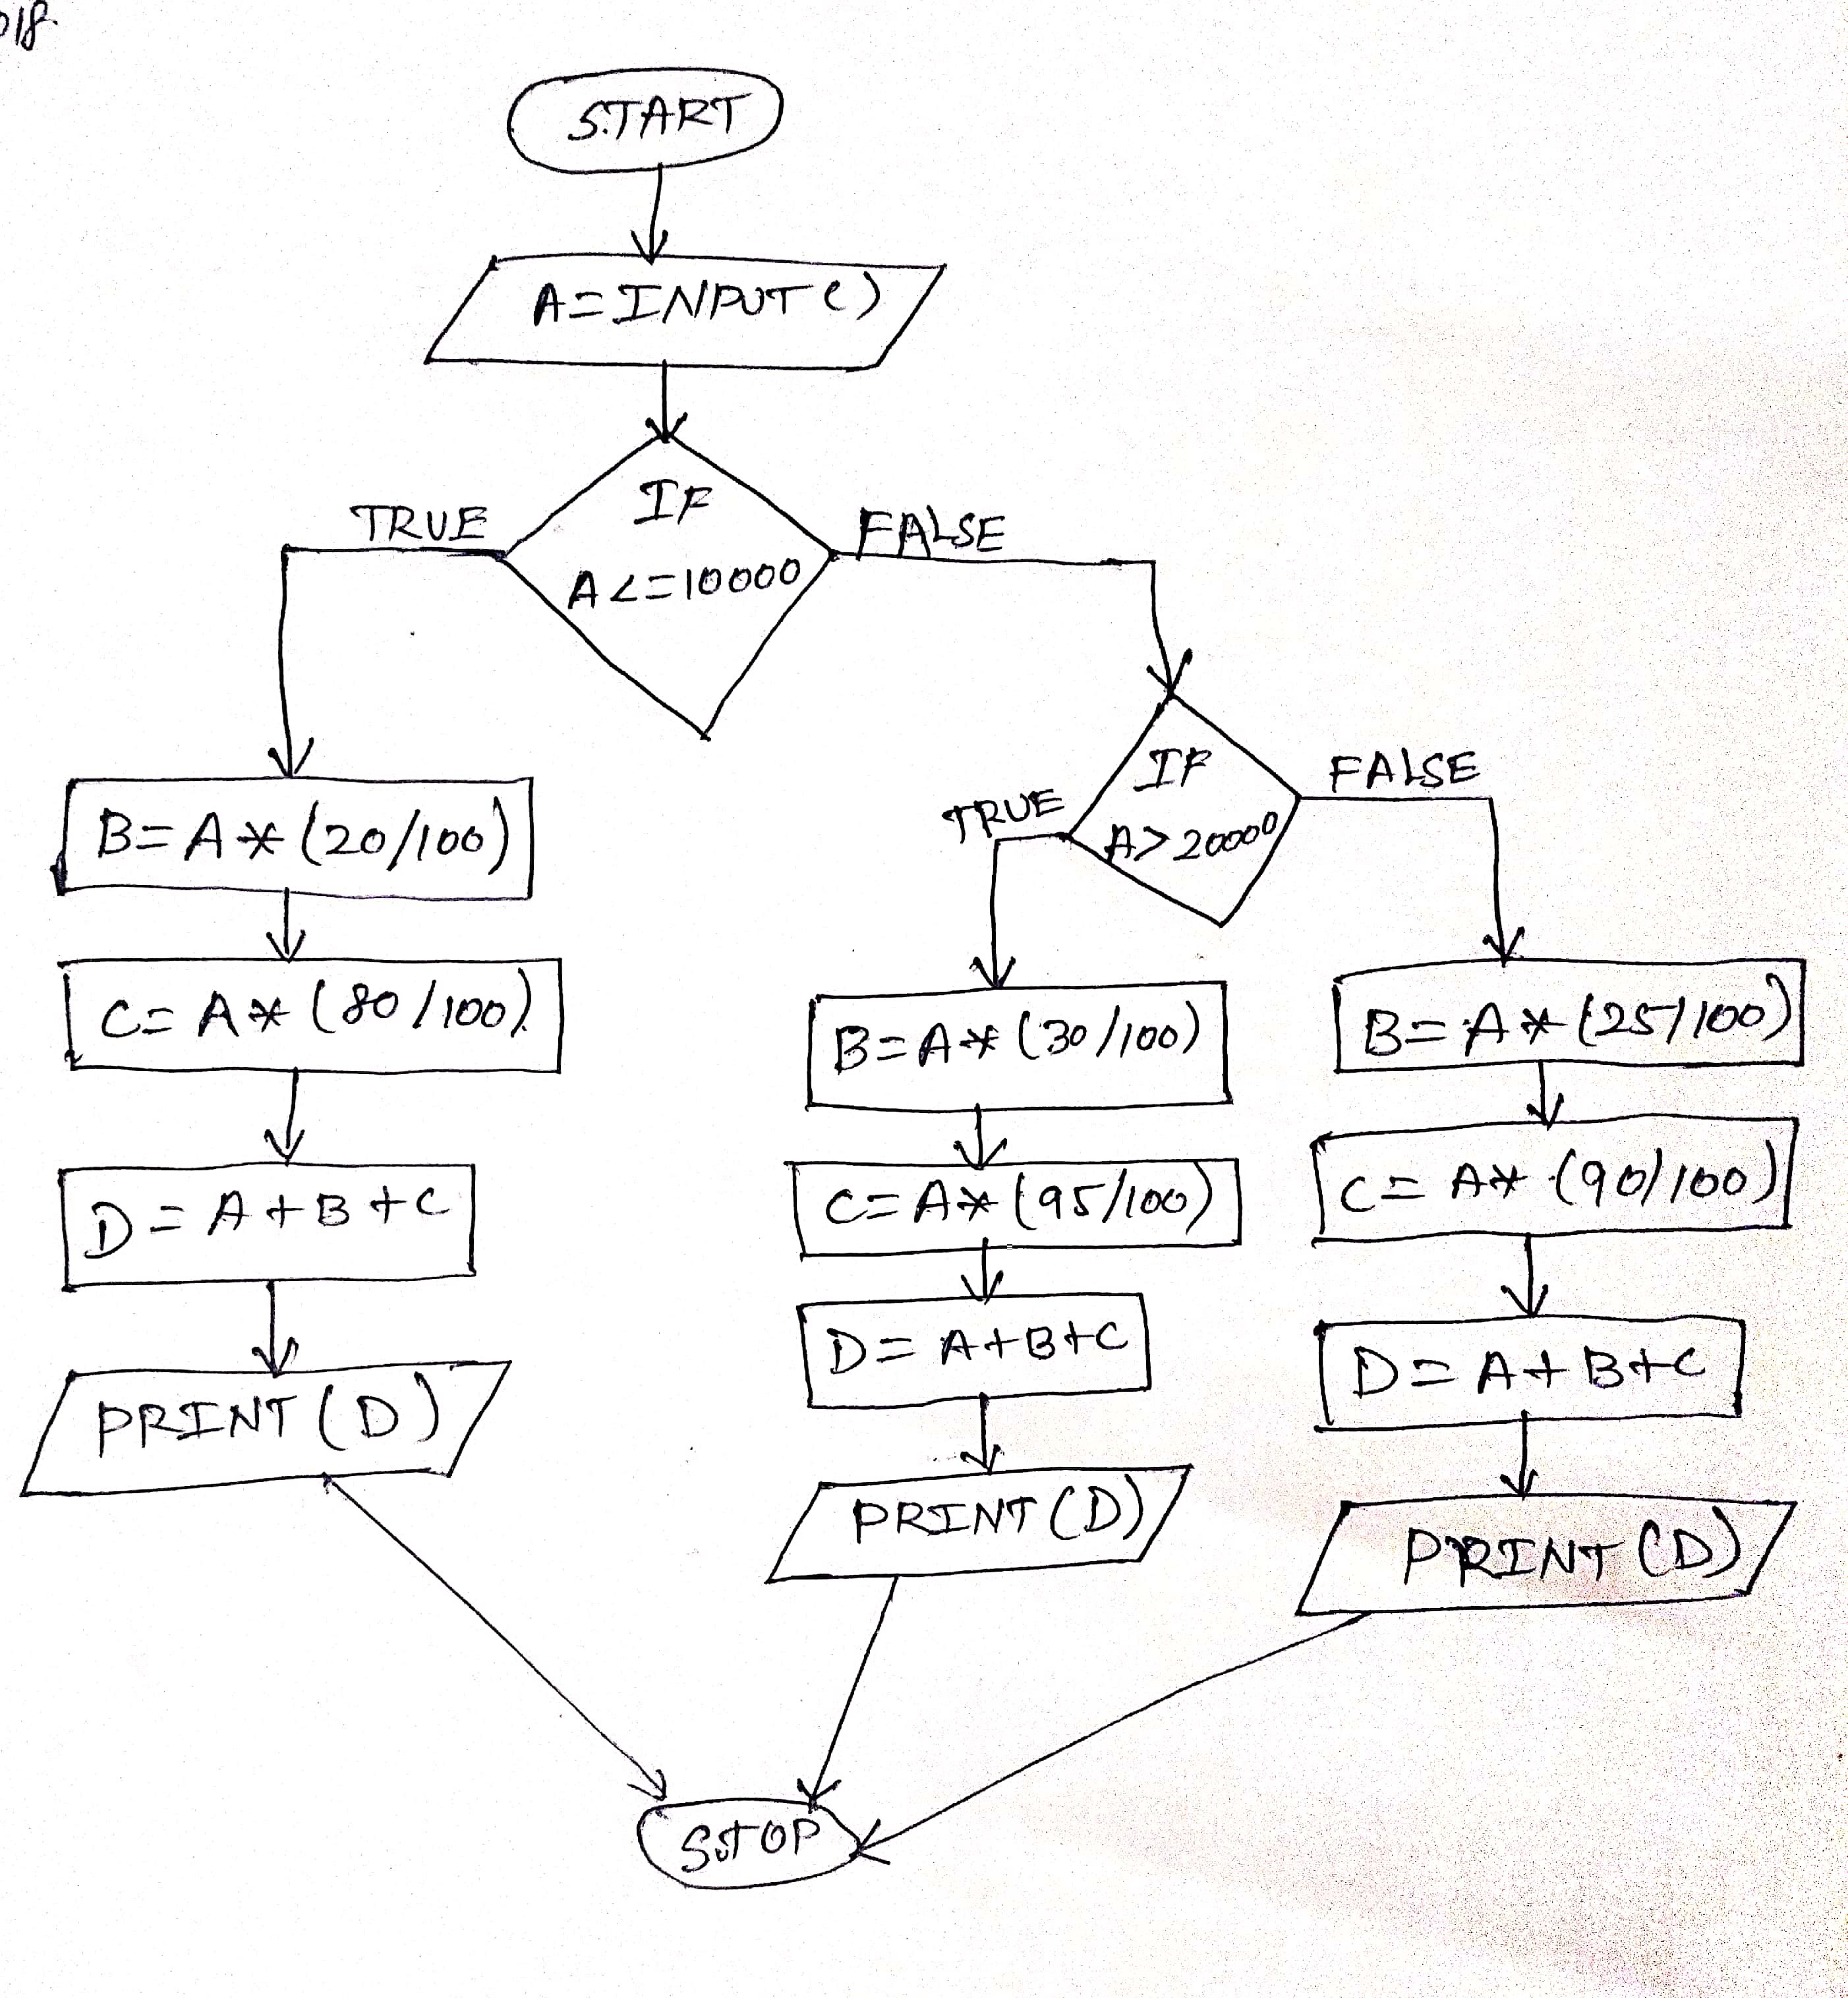 018.
START
A=INPUT()
IF
A<=10000
TRUE
FALSE
B=A*(20/100)
C=A*(80/100)
D=A+B+C
PRINT(D)
IF
A>20000
TRUE
FALSE
B=A*(30/100)
C=A*(95/100)
D=A+B+C
PRINT(D)
B=A*(25/100)
C=A*(90/100)
D=A+B+C
PRINT(D)
STOP